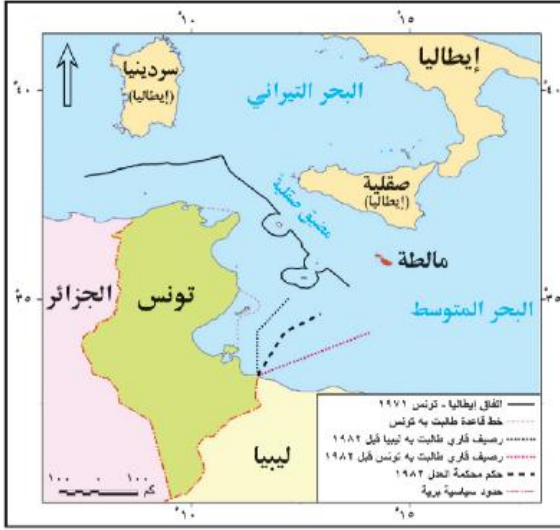 °١٠
°١٥
إيطاليا
سردينيا
(إيطاليا)
°٤٠
°٤٠
البحر التيراني
صقلية
(إيطاليا)
مضيق صقلية
مالطة
الجزائر
تونس
°٣٥
°٣٥
البحر المتوسط
ليبيا
اتفاق إيطاليا - تونس ١٩٧١
خط قاعدة طالبت به تونس
رصيف قاري طالبت به ليبيا قبل ١٩٨٢
رصيف قاري طالبت به تونس قبل ١٩٨٢
حكم محكمة العدل ١٩٨٢
حدود سياسية برية
١٠٠ ٠ ١٠٠
كم
°١٠
°١٥